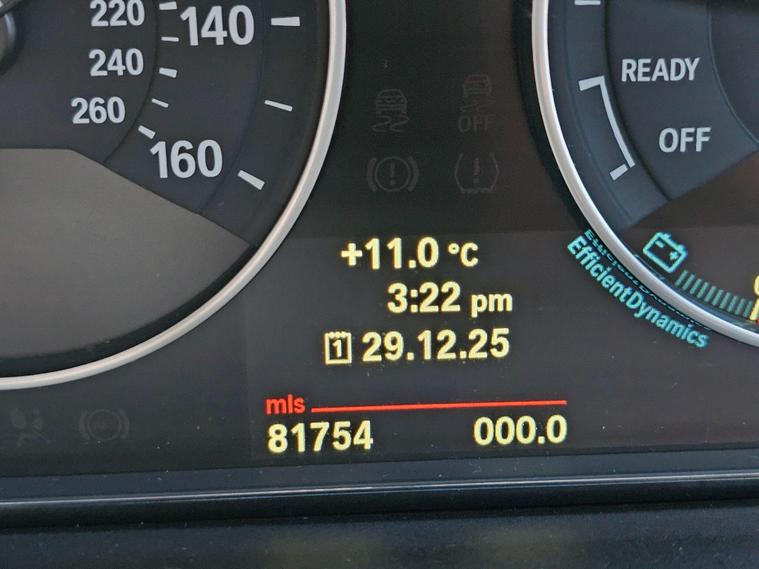 220
140
240
260
160
OFF
READY
OFF
+11.0 °C
3:22 pm
1 29.12.25
EfficientDynamics
mls
81754 000.0